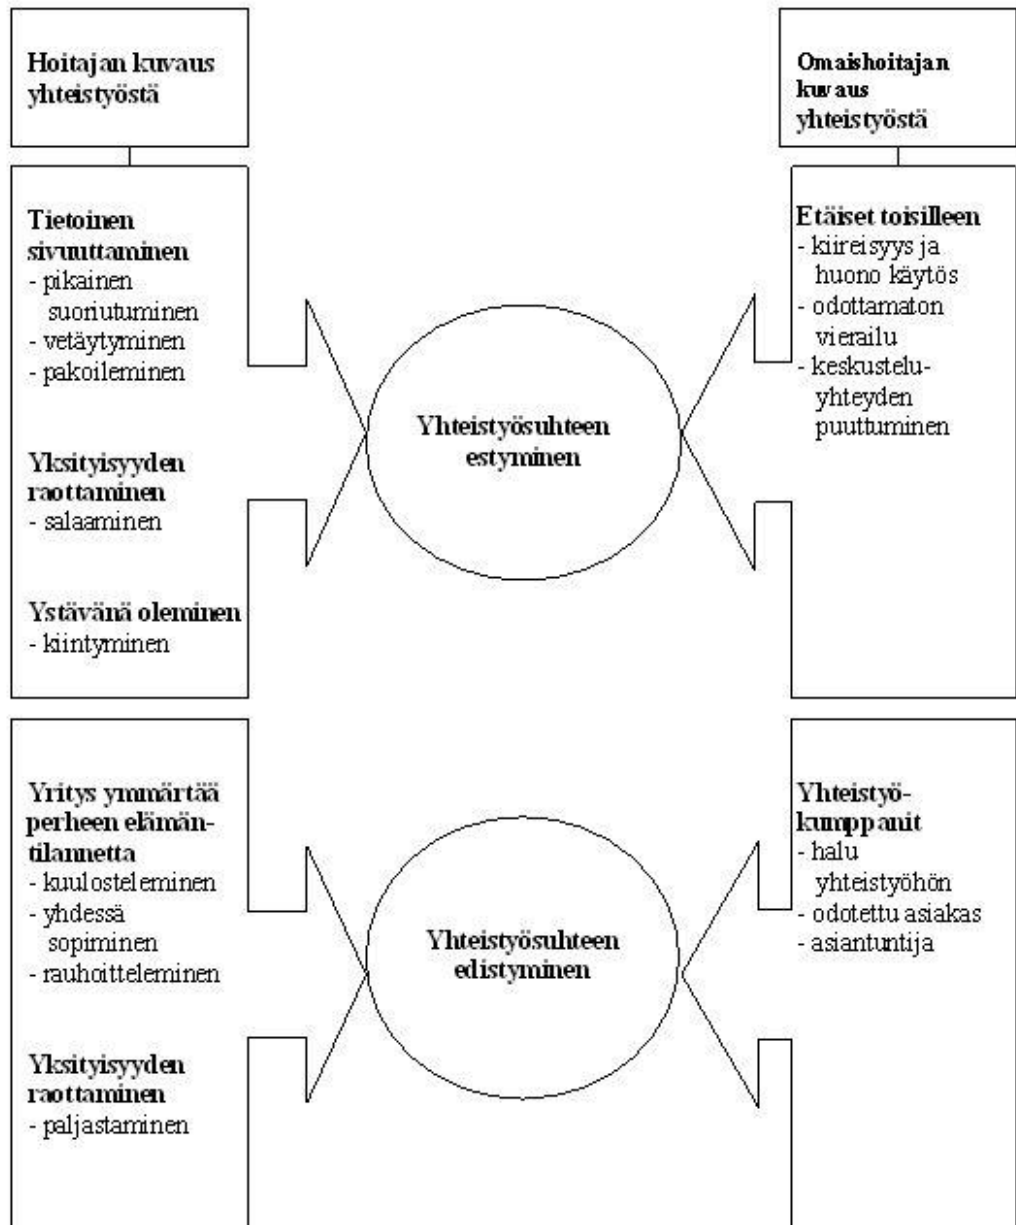 Hoitajan kuvaus
yhteistyöstä
Omaishoitajan
kuvaus
yhteistyöstä
Tietoinen
sivuuttaminen
- pikainen
suoriutuminen
- vetäytyminen
- pakoileminen
Yksityisyyden
raottaminen
- salaaminen
Ystävänä oleminen
- kiintyminen
Yhteistyösuhteen
estyminen
Etäiset toisilleen
- kiireisyys ja
huono käytös
- odottamaton
vierailu
- keskustelu-
yhteyden
puuttuminen
Yritys ymmärtää
perheen elämän-
tilannetta
- kuulosteleminen
- yhdessä
sopiminen
- rauhoitteleminen
Yksityisyyden
raottaminen
- paljastaminen
Yhteistyösuhteen
edistyminen
Yhteistyö-
kumppanit
- halu
yhteistyöhön
- odotettu asiakas
- asiantuntija